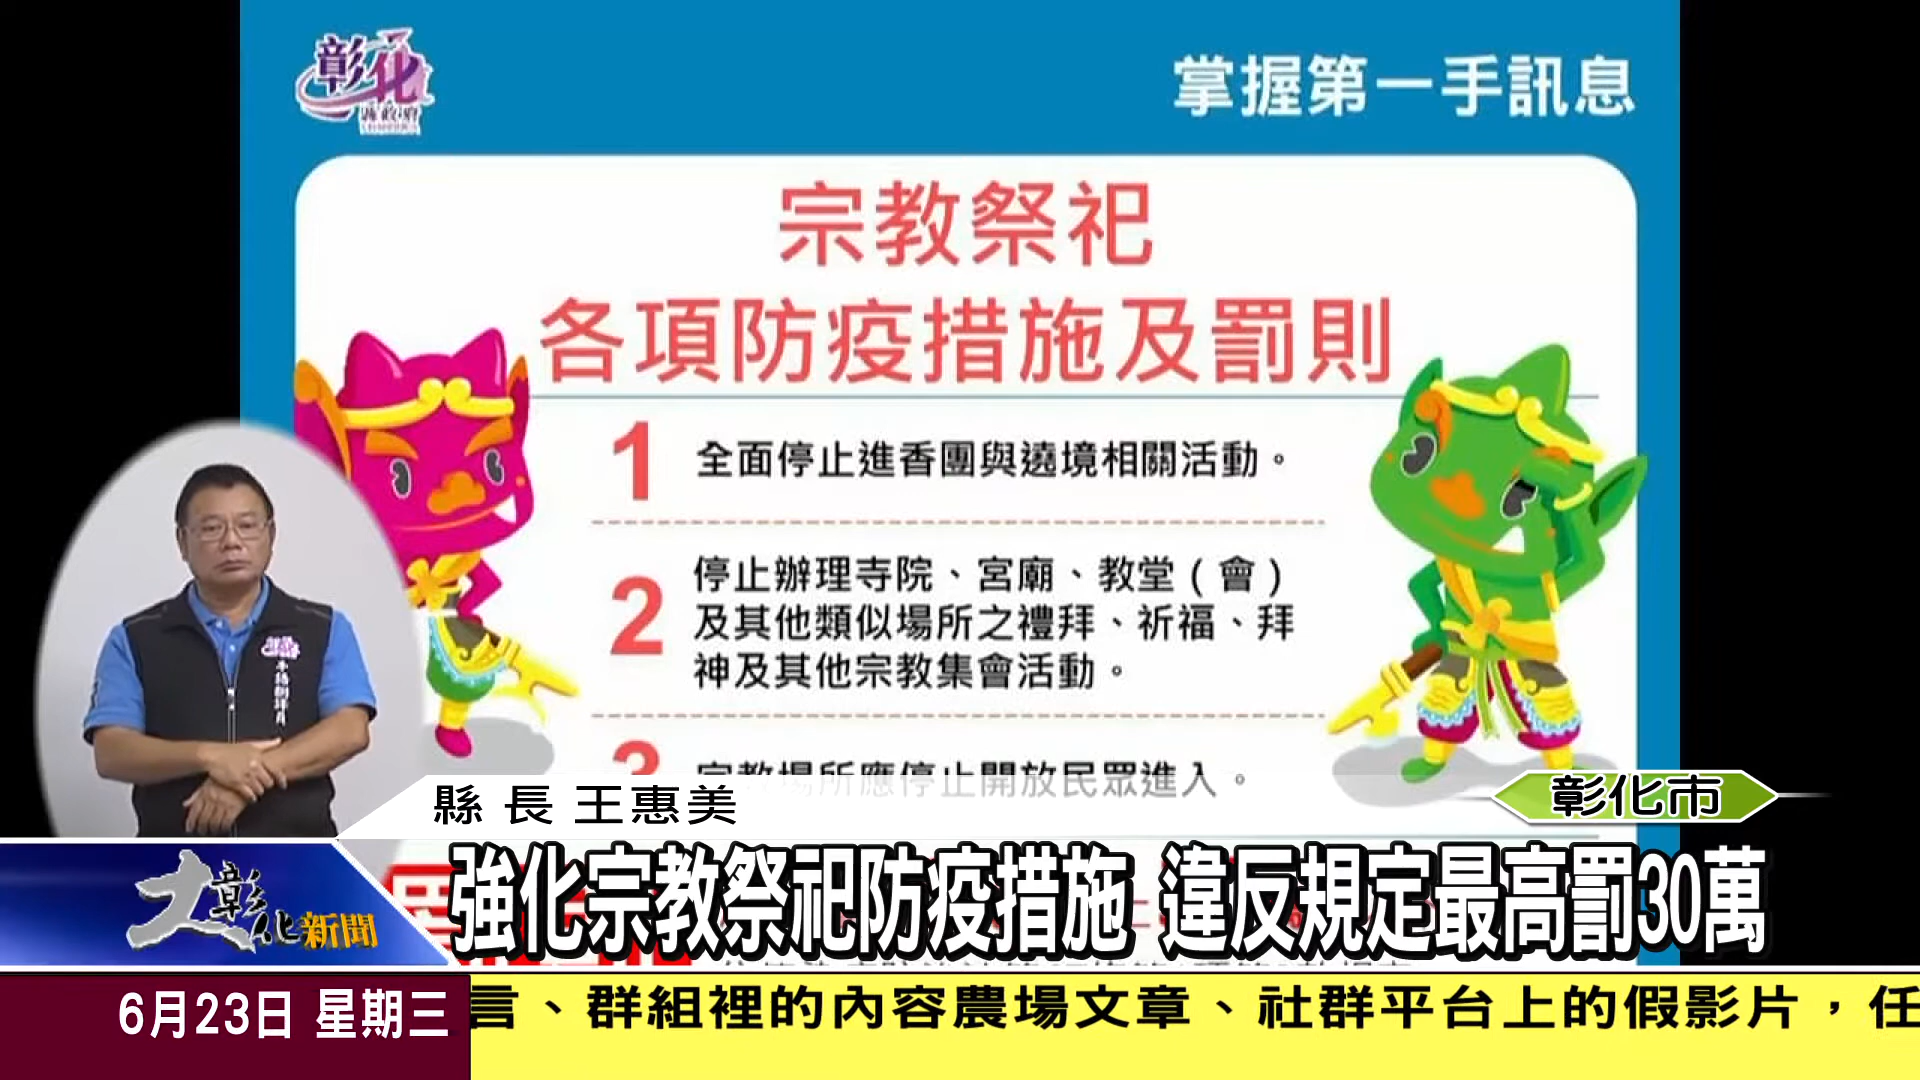 彰化
縣政府
掌握第一手訊息
宗教祭祀
各項防疫措施及罰則
1 全面停止進香團與遶境相關活動。
2 停止辦理寺院、宮廟、教堂(會)
及其他類似場所之禮拜、祈福、拜
神及其他宗教集會活動。
3 宗教場所應停止開放民眾進入。
彰化
手語翻譯員
縣長 王惠美
彰化市
大彰化新聞
強化宗教祭祀防疫措施 違反規定最高罰30萬
6月23日 星期三
言、群組裡的內容農場文章、社群平台上的假影片,任